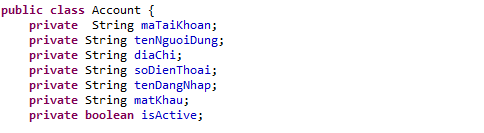 public class Account {
    private  String maTaiKhoan;
    private String tenNguoiDung;
    private String diaChi;
    private String soDienThoai;
    private String tenDangNhap;
    private String matKhau;
    private boolean isActive;